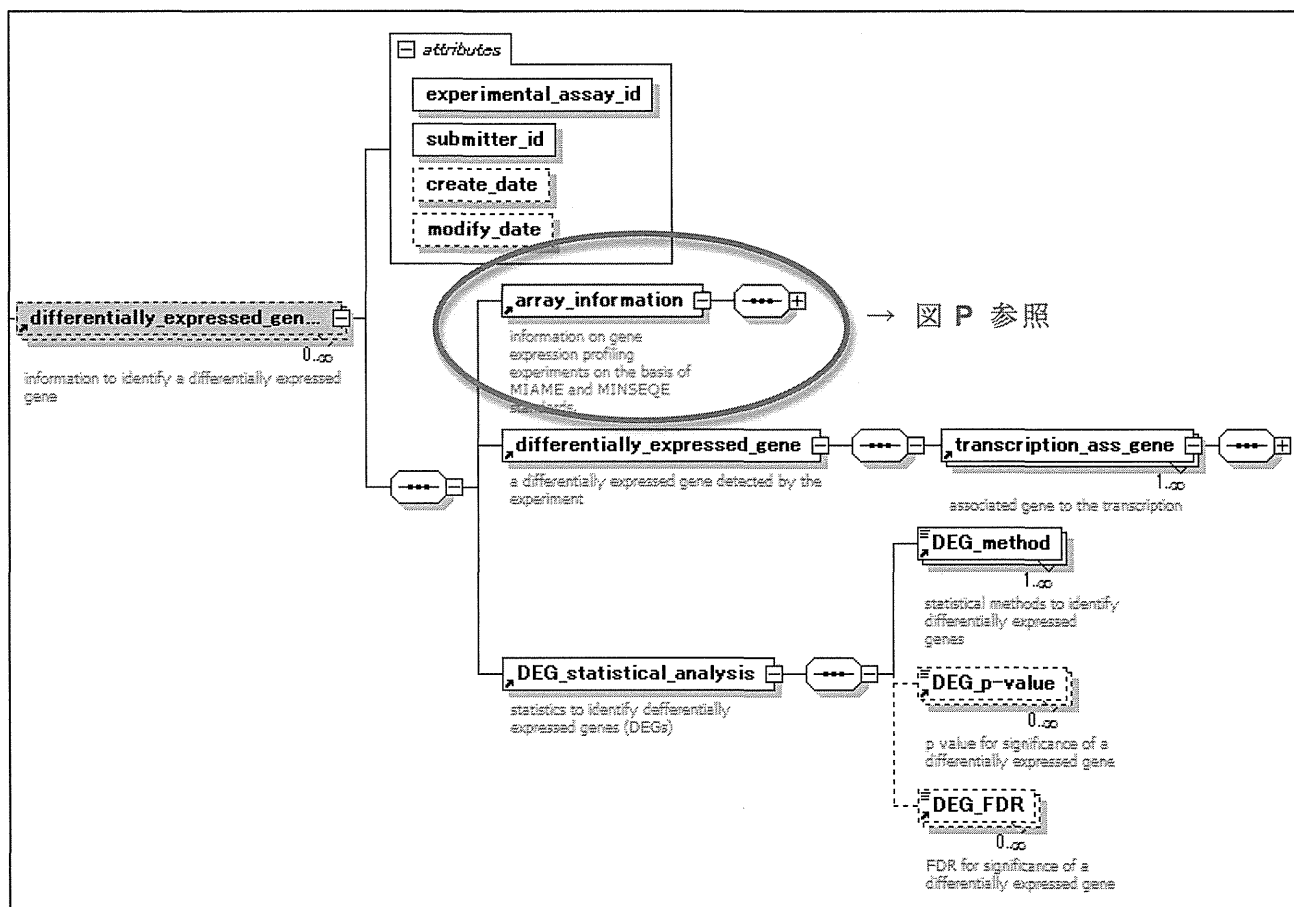 attributes
experimental_assay_id
submitter_id
create_date
modify_date
differentially_expressed_gen...
0..∞
information to identify a differentially expressed
gene
array_information
information on gene
expression profiling
experiments on the basis of
MIAME and MINSEQE
standards.
→ 図 P 参照
differentially_expressed_gene
a differentially expressed gene detected by the
experiment
transcription_ass_gene
1..∞
associated gene to the transcription
DEG_statistical_analysis
statistics to identify defferentially
expressed genes (DEGs)
DEG_method
1..∞
statistical methods to identify
differentially expressed
genes
DEG_p-value
0..∞
p value for significance of a
differentially expressed gene
DEG_FDR
0..∞
FDR for significance of a
differentially expressed gene